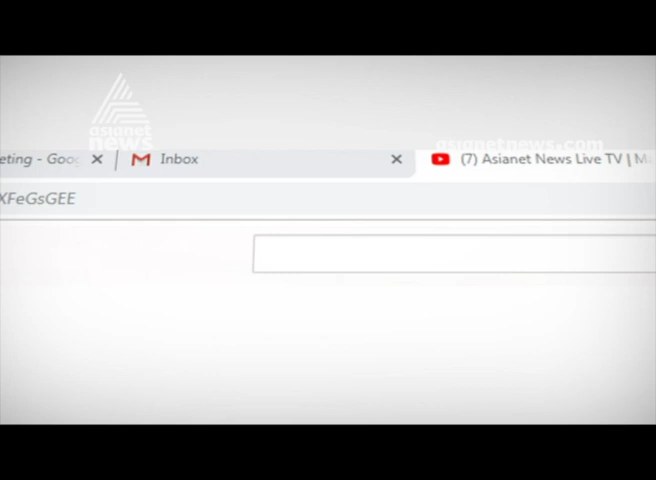 asianet
news
asianetnews.com
eting - Goog
Inbox
(7) Asianet News Live TV | M
XFeGsGEE